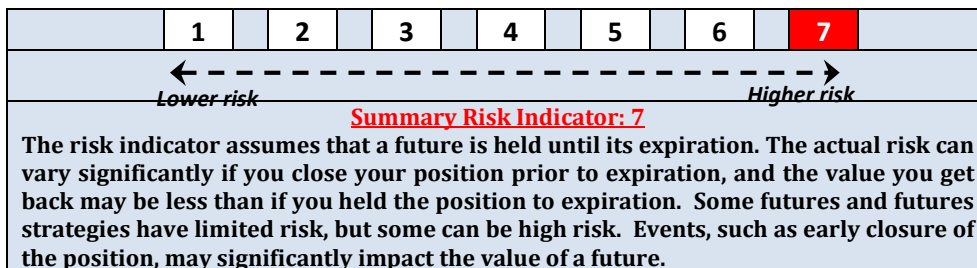 1 2 3 4 5 6 7
Lower risk Higher risk
Summary Risk Indicator: 7
The risk indicator assumes that a future is held until its expiration. The actual risk can
vary significantly if you close your position prior to expiration, and the value you get
back may be less than if you held the position to expiration.  Some futures and futures
strategies have limited risk, but some can be high risk.  Events, such as early closure of
the position, may significantly impact the value of a future.